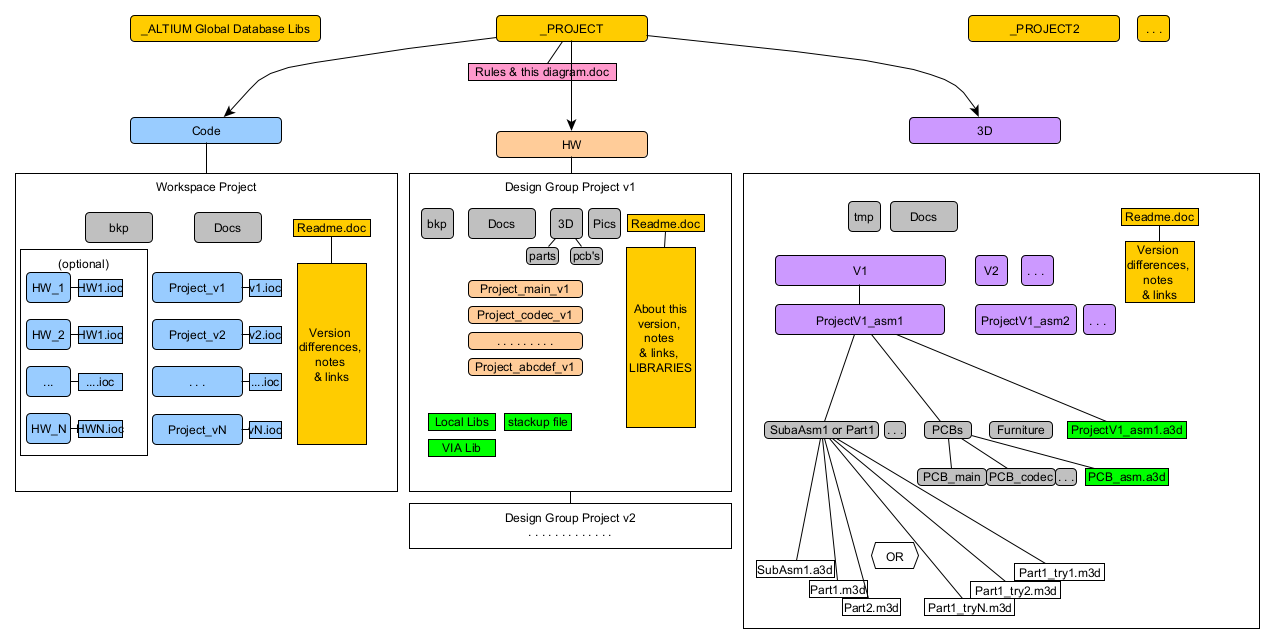 _ALTIUM Global Database Libs
_PROJECT
_PROJECT2
. . .
Rules & this diagram.doc
Code
HW
3D
Workspace Project
bkp
Docs
Readme.doc
(optional)
HW_1
HW1.ioc
Project_v1
v1.ioc
HW_2
HW1.ioc
Project_v2
v2.ioc
...
....ioc
. . .
....ioc
HW_N
HWN.ioc
Project_vN
vN.ioc
Version
differences,
notes
& links
Design Group Project v1
bkp
Docs
3D
Pics
Readme.doc
parts
pcb's
Project_main_v1
Project_codec_v1
. . . . . . . . .
Project_abcdef_v1
About this
version,
notes
& links,
LIBRARIES
Local Libs
stackup file
VIA Lib
Design Group Project v2
. . . . . . . . . . . . .
tmp
Docs
Readme.doc
Version
differences,
notes
& links
V1
V2
. . .
ProjectV1_asm1
ProjectV1_asm2
. . .
SubaAsm1 or Part1
. . .
PCBs
Furniture
ProjectV1_asm1.a3d
PCB_main
PCB_codec
. . .
PCB_asm.a3d
OR
SubAsm1.a3d
Part1.m3d
Part2.m3d
Part1_try1.m3d
Part1_try2.m3d
Part1_tryN.m3d